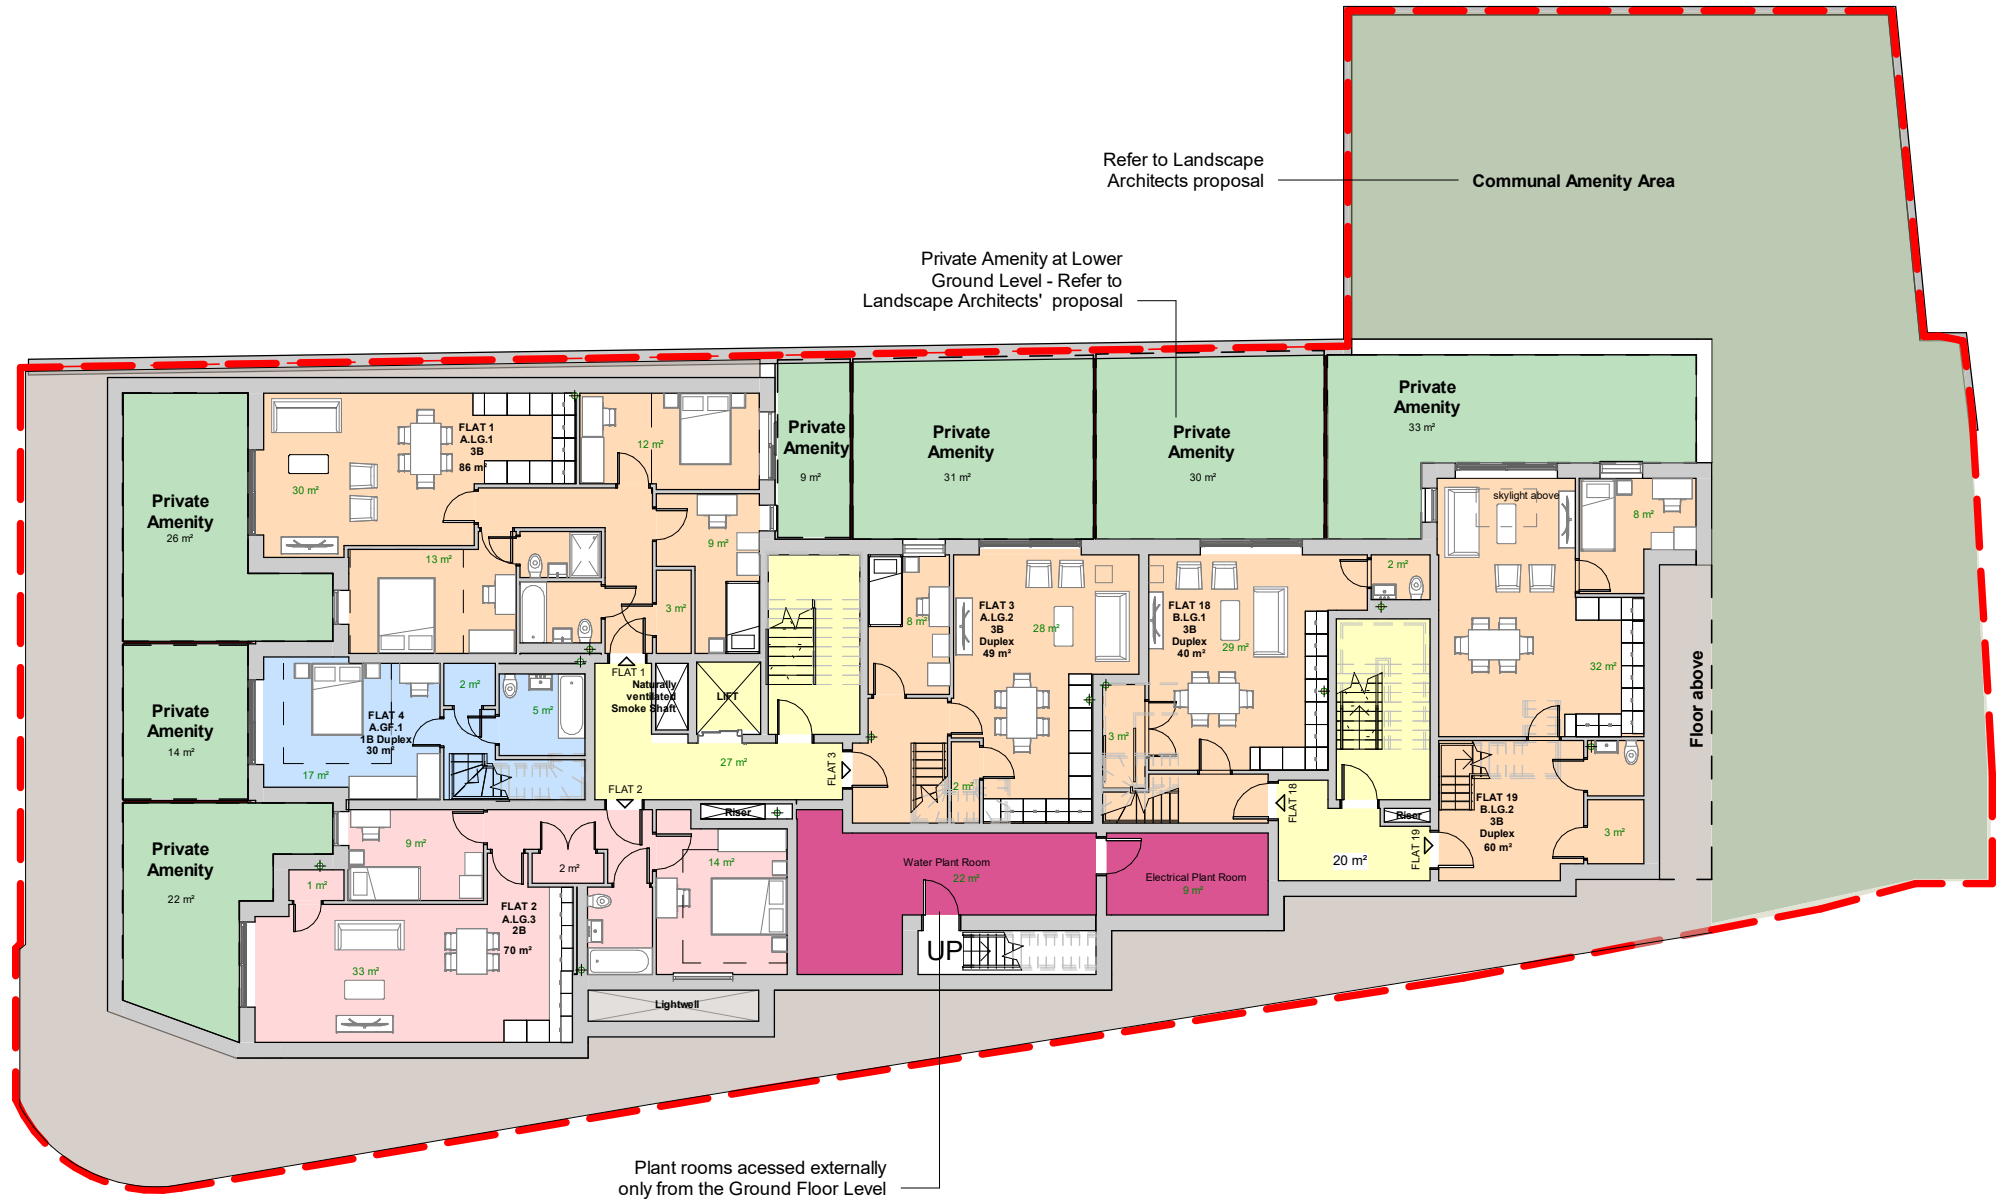 Refer to Landscape
Architects proposal
Communal Amenity Area
Private Amenity at Lower
Ground Level - Refer to
Landscape Architects'  proposal
Private
Amenity
26 m²
FLAT 1
A.LG.1
3B
86 m²
30 m²
12 m²
13 m²
9 m²
3 m²
Private
Amenity
9 m²
Private
Amenity
31 m²
Private
Amenity
30 m²
Private
Amenity
33 m²
skylight above
8 m²
32 m²
8 m²
FLAT 3
A.LG.2
3B
Duplex
49 m²
28 m²
2 m²
FLAT 18
B.LG.1
3B
Duplex
40 m²
29 m²
2 m²
3 m²
Floor above
Private
Amenity
14 m²
FLAT 4
A.GF.1
1B Duplex
30 m²
17 m²
2 m²
5 m²
FLAT 1
Naturally
ventilated
Smoke Shaft
LIFT
27 m²
FLAT 3
FLAT 2
Riser
FLAT 18
20 m²
Riser
FLAT 19
FLAT 19
B.LG.2
3B
Duplex
60 m²
3 m²
Private
Amenity
22 m²
9 m²
1 m²
2 m²
14 m²
FLAT 2
A.LG.3
2B
70 m²
33 m²
Water Plant Room
22 m²
Electrical Plant Room
9 m²
UP
Lightwell
Plant rooms acessed externally
only from the Ground Floor Level